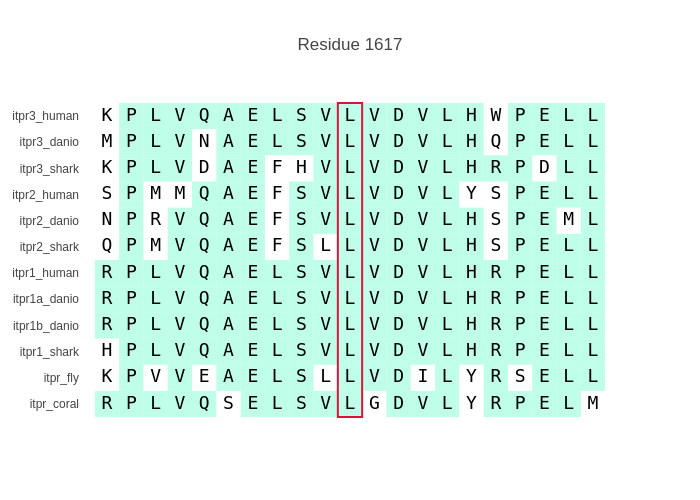 Residue 1617
itpr3_human K P L V Q A E L S V L V D V L H W P E L L
itpr3_danio M P L V N A E L S V L V D V L H Q P E L L
itpr3_shark K P L V D A E F H V L V D V L H R P D L L
itpr2_human S P M M Q A E F S V L V D V L Y S P E L L
itpr2_danio N P R V Q A E F S V L V D V L H S P E M L
itpr2_shark Q P M V Q A E F S L L V D V L H S P E L L
itpr1_human R P L V Q A E L S V L V D V L H R P E L L
itpr1a_danio R P L V Q A E L S V L V D V L H R P E L L
itpr1b_danio R P L V Q A E L S V L V D V L H R P E L L
itpr1_shark H P L V Q A E L S V L V D V L H R P E L L
itpr_fly K P V V E A E L S L L V D I L Y R S E L L
itpr_coral R P L V Q S E L S V L G D V L Y R P E L M